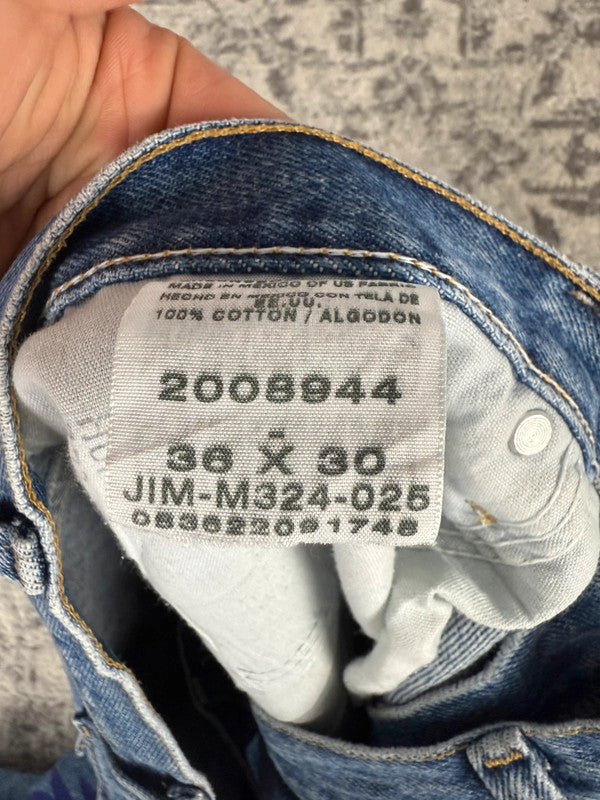 MADE IN MEXICO OF US FABRIC
HECHO EN MEXICO CON TELA DE
EE.UU.
100% COTTON / ALGODON
2008944
36 X 30
JIM-M324-025
083622091748